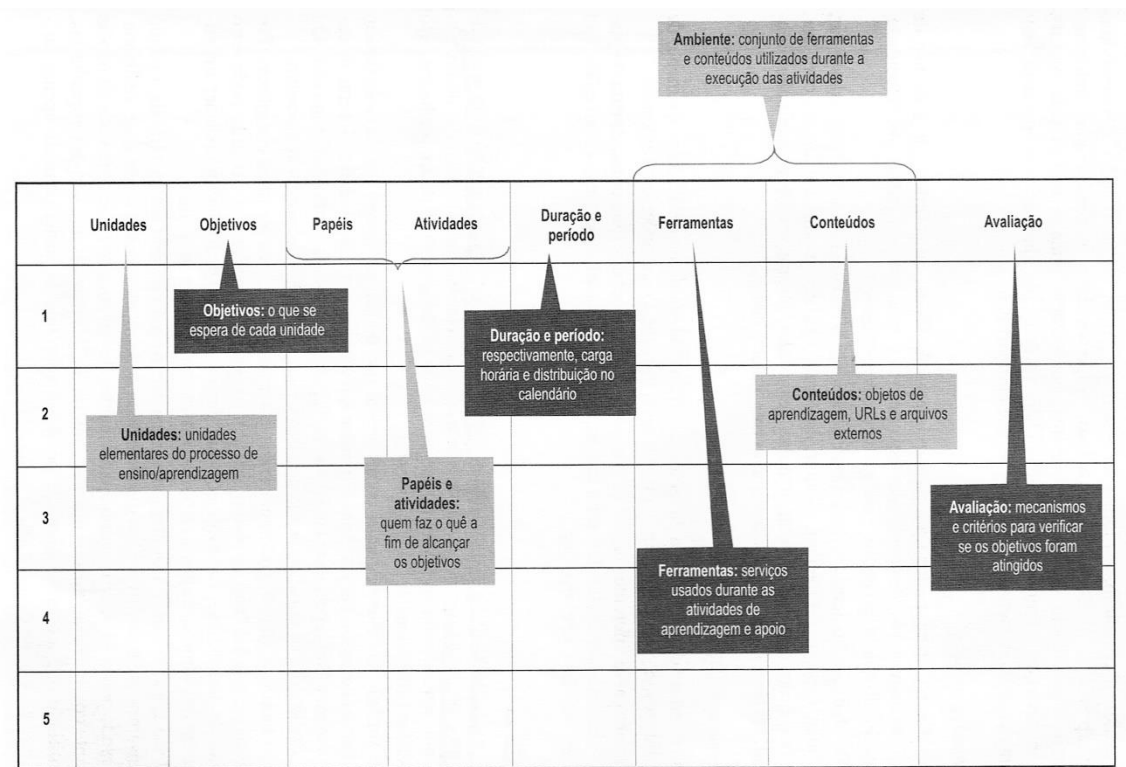 Ambiente: conjunto de ferramentas
e conteúdos utilizados durante a
execução das atividades
Unidades
Objetivos
Papéis
Atividades
Duração e
período
Ferramentas
Conteúdos
Avaliação
1
Objetivos: o que se
espera de cada unidade
Duração e período:
respectivamente, carga
horária e distribuição no
calendário
2
Unidades: unidades
elementares do processo de
ensino/aprendizagem
Conteúdos: objetos de
aprendizagem, URLs e arquivos
externos
3
Papéis e
atividades:
quem faz o quê a
fim de alcançar
os objetivos
Avaliação: mecanismos
e critérios para verificar
se os objetivos foram
atingidos
Ferramentas: serviços
usados durante as
atividades de
aprendizagem e apoio
4
5